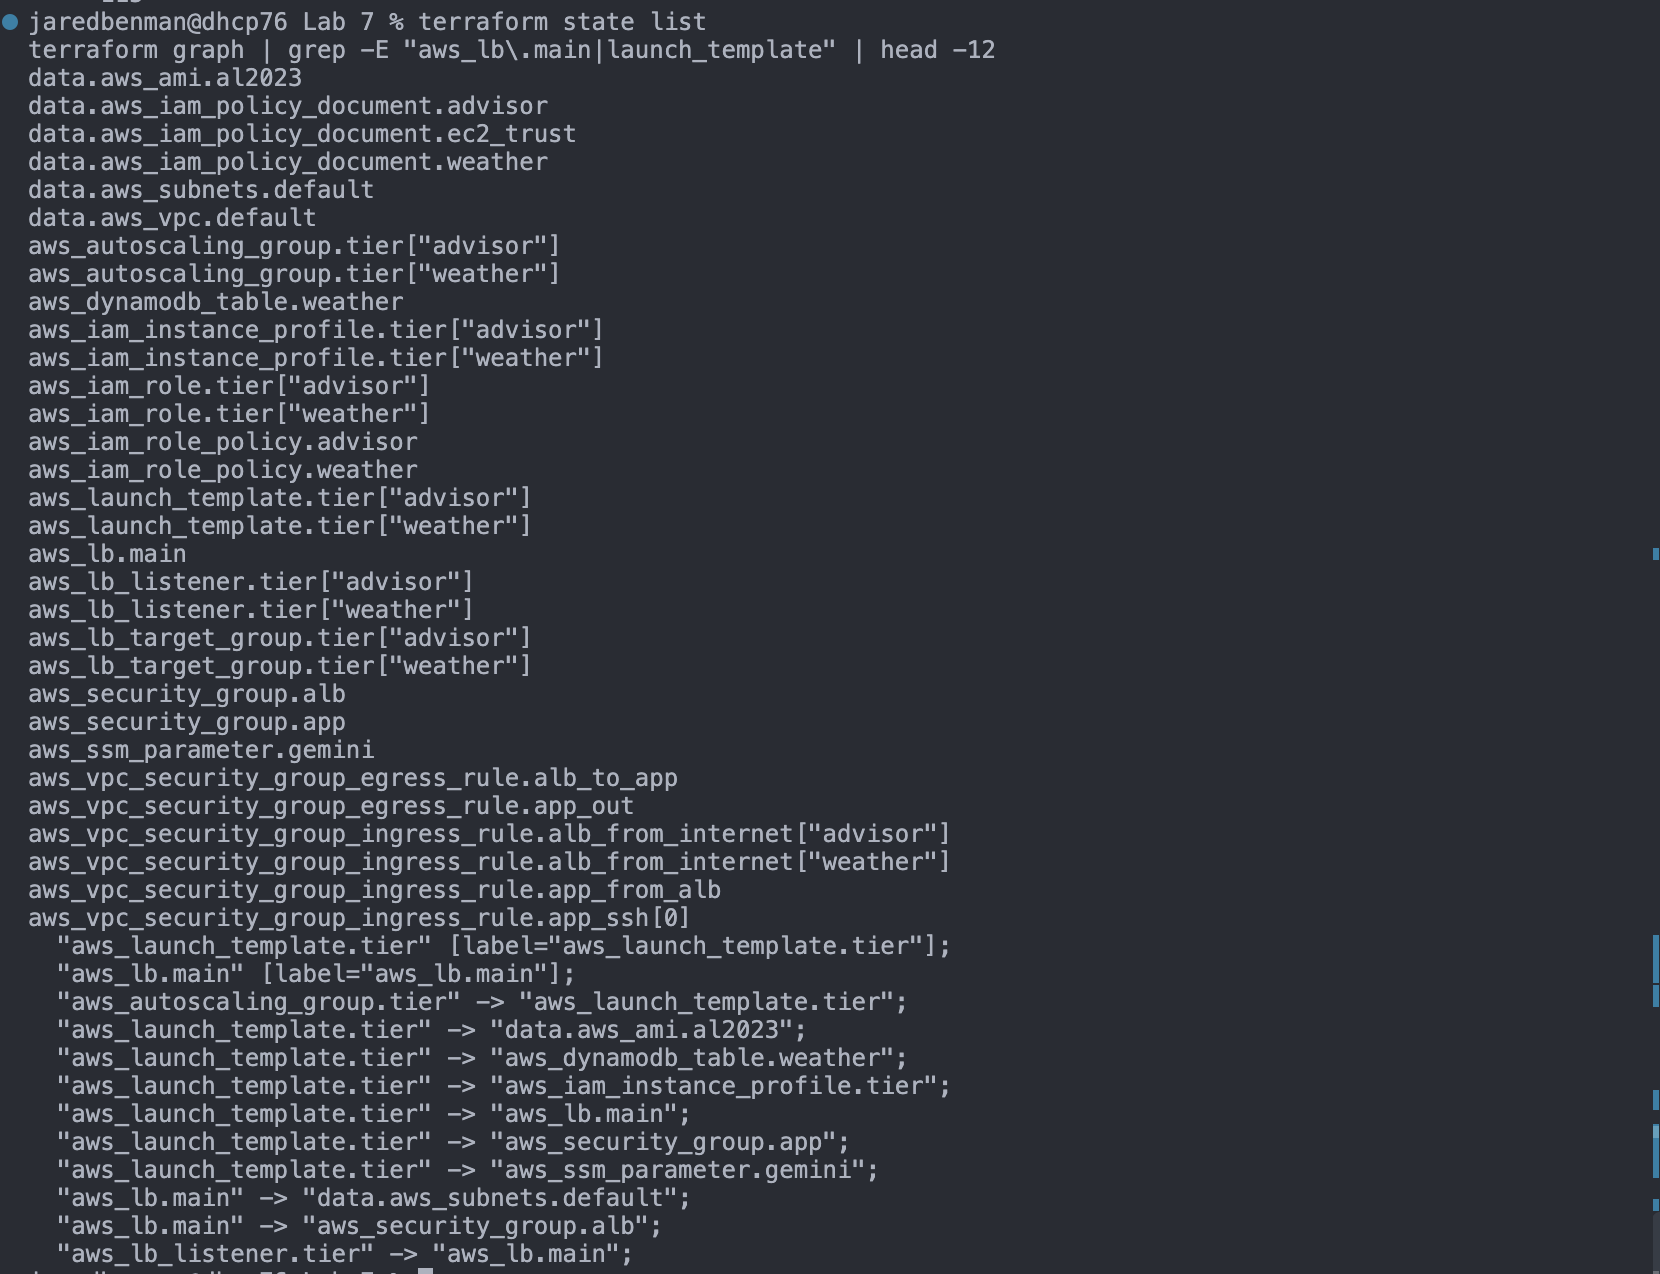 jaredbenman@dhcp76 Lab 7 % terraform state list
terraform graph | grep -E "aws_lb\.main|launch_template" | head -12
data.aws_ami.al2023
data.aws_iam_policy_document.advisor
data.aws_iam_policy_document.ec2_trust
data.aws_iam_policy_document.weather
data.aws_subnets.default
data.aws_vpc.default
aws_autoscaling_group.tier["advisor"]
aws_autoscaling_group.tier["weather"]
aws_dynamodb_table.weather
aws_iam_instance_profile.tier["advisor"]
aws_iam_instance_profile.tier["weather"]
aws_iam_role.tier["advisor"]
aws_iam_role.tier["weather"]
aws_iam_role_policy.advisor
aws_iam_role_policy.weather
aws_launch_template.tier["advisor"]
aws_launch_template.tier["weather"]
aws_lb.main
aws_lb_listener.tier["advisor"]
aws_lb_listener.tier["weather"]
aws_lb_target_group.tier["advisor"]
aws_lb_target_group.tier["weather"]
aws_security_group.alb
aws_security_group.app
aws_ssm_parameter.gemini
aws_vpc_security_group_egress_rule.alb_to_app
aws_vpc_security_group_egress_rule.app_out
aws_vpc_security_group_ingress_rule.alb_from_internet["advisor"]
aws_vpc_security_group_ingress_rule.alb_from_internet["weather"]
aws_vpc_security_group_ingress_rule.app_from_alb
aws_vpc_security_group_ingress_rule.app_ssh[0]
  "aws_launch_template.tier" [label="aws_launch_template.tier"];
  "aws_lb.main" [label="aws_lb.main"];
  "aws_autoscaling_group.tier" -> "aws_launch_template.tier";
  "aws_launch_template.tier" -> "data.aws_ami.al2023";
  "aws_launch_template.tier" -> "aws_dynamodb_table.weather";
  "aws_launch_template.tier" -> "aws_iam_instance_profile.tier";
  "aws_launch_template.tier" -> "aws_lb.main";
  "aws_launch_template.tier" -> "aws_security_group.app";
  "aws_launch_template.tier" -> "aws_ssm_parameter.gemini";
  "aws_lb.main" -> "data.aws_subnets.default";
  "aws_lb.main" -> "aws_security_group.alb";
  "aws_lb_listener.tier" -> "aws_lb.main";